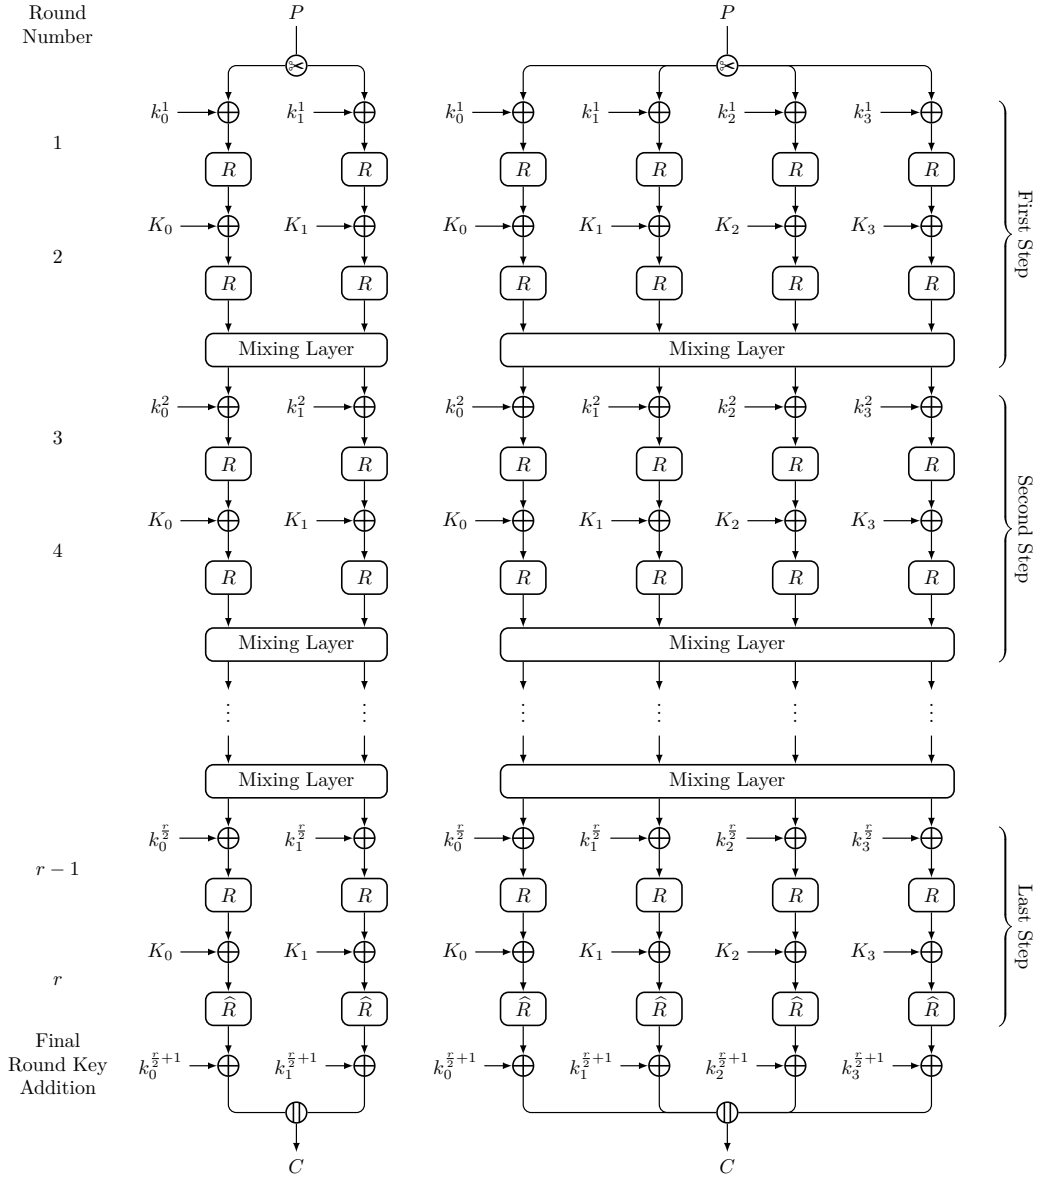 Round
Number
P P
k_0^1 k_1^1 k_0^1 k_1^1 k_2^1 k_3^1
1
R R R R R R
K_0 K_1 K_0 K_1 K_2 K_3
2
R R R R R R
First Step
Mixing Layer Mixing Layer
k_0^2 k_1^2 k_0^2 k_1^2 k_2^2 k_3^2
3
R R R R R R
K_0 K_1 K_0 K_1 K_2 K_3
4
R R R R R R
Second Step
Mixing Layer Mixing Layer
⋮ ⋮ ⋮ ⋮ ⋮ ⋮
Mixing Layer Mixing Layer
k_0^{r/2} k_1^{r/2} k_0^{r/2} k_1^{r/2} k_2^{r/2} k_3^{r/2}
r − 1
R R R R R R
K_0 K_1 K_0 K_1 K_2 K_3
r
R̂ R̂ R̂ R̂ R̂ R̂
Last Step
Final
Round Key
Addition
k_0^{r/2+1} k_1^{r/2+1} k_0^{r/2+1} k_1^{r/2+1} k_2^{r/2+1} k_3^{r/2+1}
C C